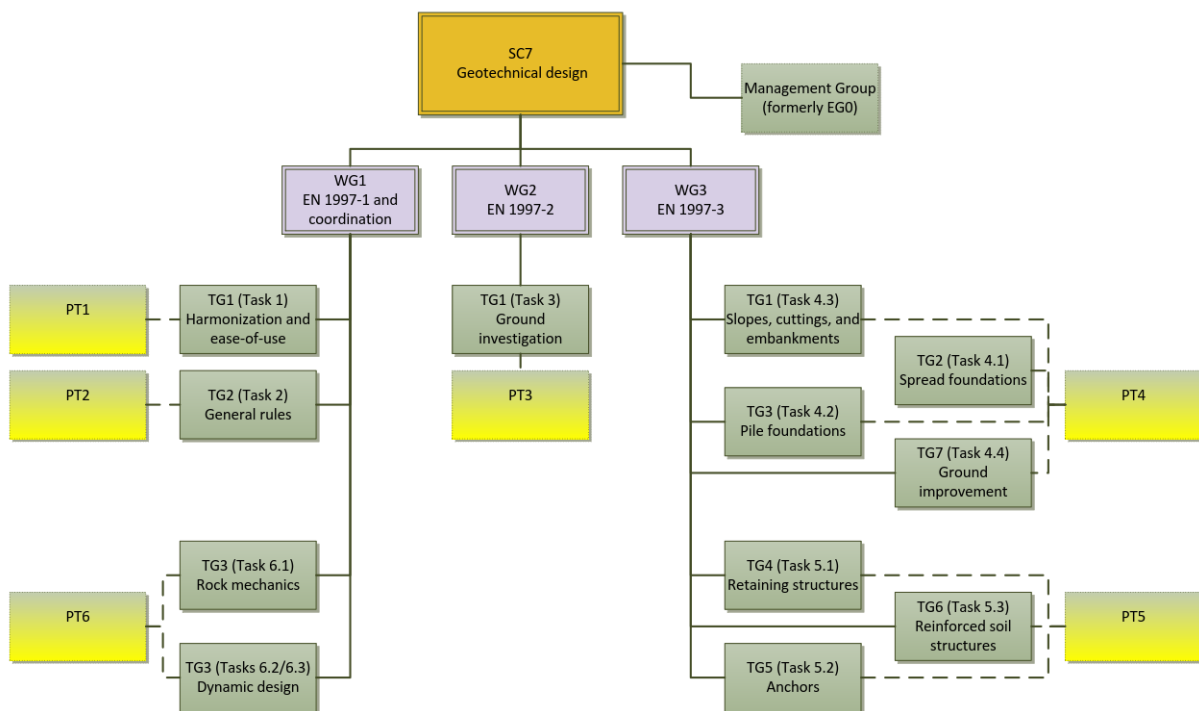 SC7
Geotechnical design
Management Group
(formerly EG0)
WG1
EN 1997-1 and
coordination
WG2
EN 1997-2
WG3
EN 1997-3
PT1
TG1 (Task 1)
Harmonization and
ease-of-use
TG1 (Task 3)
Ground
investigation
TG1 (Task 4.3)
Slopes, cuttings, and
embankments
TG2 (Task 4.1)
Spread foundations
PT2
TG2 (Task 2)
General rules
PT3
TG3 (Task 4.2)
Pile foundations
PT4
TG7 (Task 4.4)
Ground
improvement
TG3 (Task 6.1)
Rock mechanics
TG4 (Task 5.1)
Retaining structures
PT6
TG6 (Task 5.3)
Reinforced soil
structures
PT5
TG3 (Tasks 6.2/6.3)
Dynamic design
TG5 (Task 5.2)
Anchors